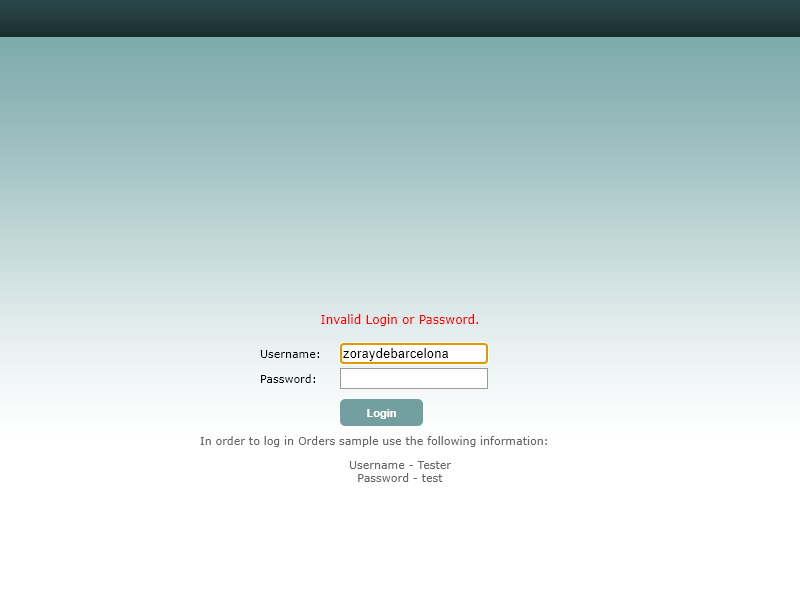 Invalid Login or Password.
Username: zoraydebarcelona
Password:
Login
In order to log in Orders sample use the following information:
Username - Tester
Password - test